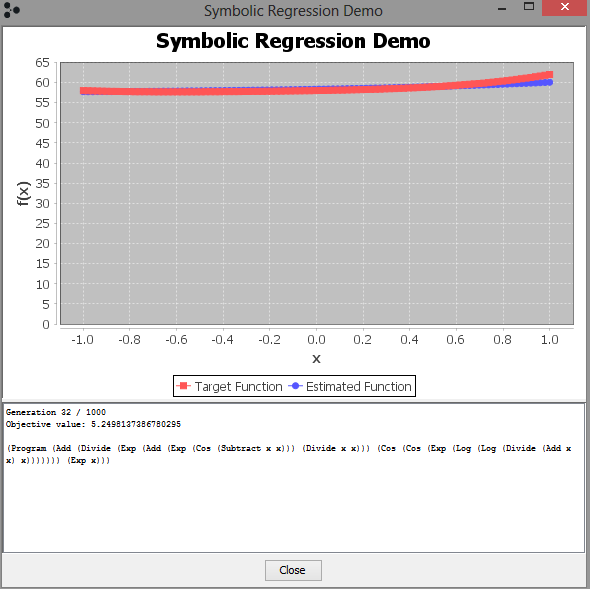 Symbolic Regression Demo
Symbolic Regression Demo
65
60
55
50
45
40
35
30
25
20
15
10
5
0
f(x)
-1.0 -0.8 -0.6 -0.4 -0.2 0.0 0.2 0.4 0.6 0.8 1.0
x
Target Function Estimated Function
Generation 32 / 1000
Objective value: 5.2498137386780295
(Program (Add (Divide (Exp (Add (Exp (Cos (Subtract x x))) (Divide x x))) (Cos (Cos (Exp (Log (Log (Divide (Add x
x) x))))))) (Exp x)))
Close